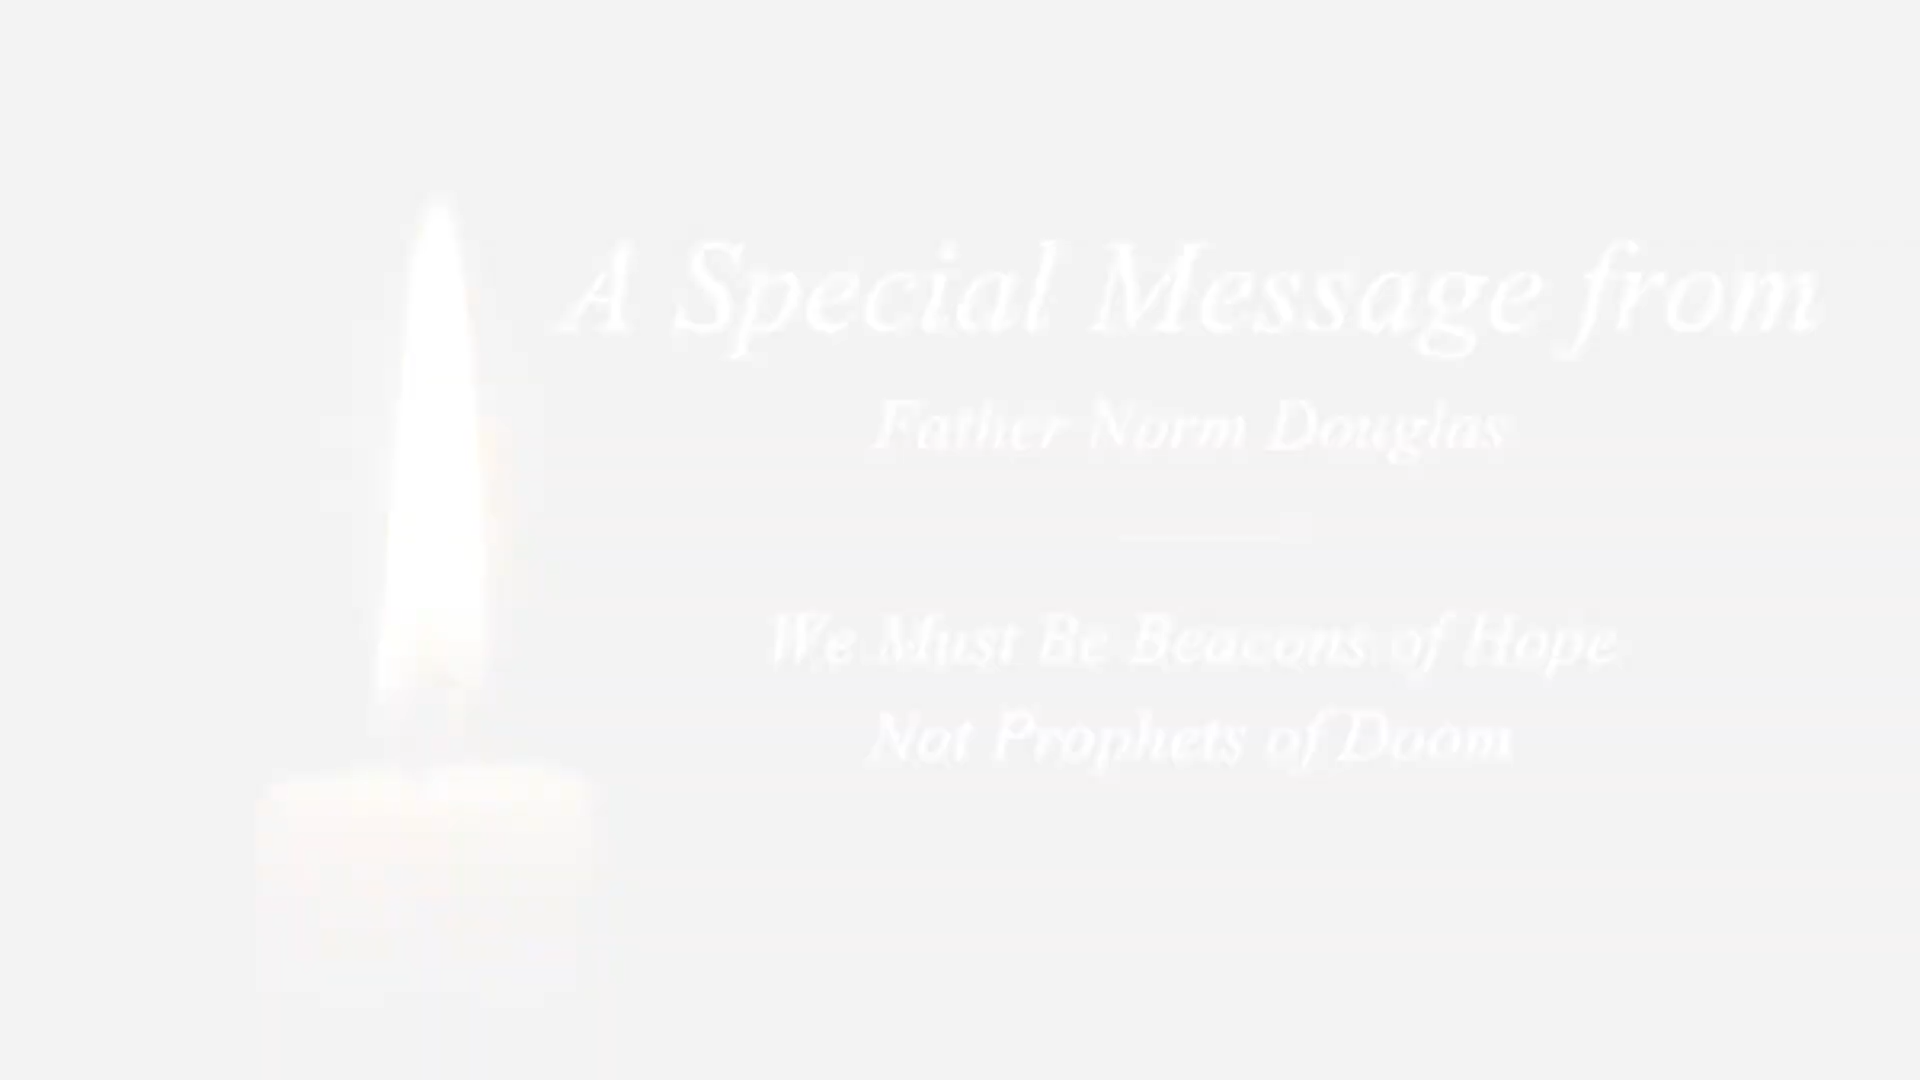 A Special Message from
Father Norm Douglas
We Must Be Beacons of Hope
Not Prophets of Doom